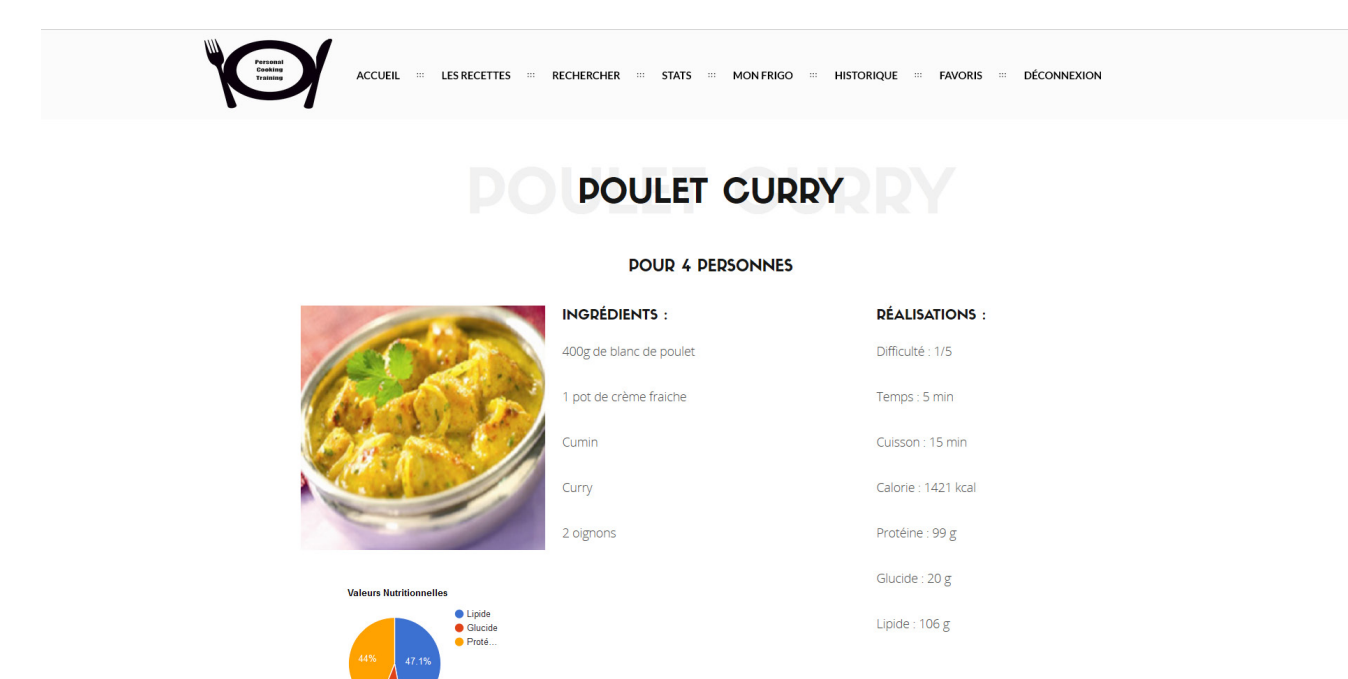 Personal
Cooking
Training
ACCUEIL ::: LES RECETTES ::: RECHERCHER ::: STATS ::: MON FRIGO ::: HISTORIQUE ::: FAVORIS ::: DÉCONNEXION
POULET CURRY
POULET CURRY
POUR 4 PERSONNES
INGRÉDIENTS :
400g de blanc de poulet
1 pot de crème fraiche
Cumin
Curry
2 oignons
RÉALISATIONS :
Difficulté : 1/5
Temps : 5 min
Cuisson : 15 min
Calorie : 1421 kcal
Protéine : 99 g
Glucide : 20 g
Lipide : 106 g
Valeurs Nutritionnelles
Lipide
Glucide
Proté...
44%
47.1%